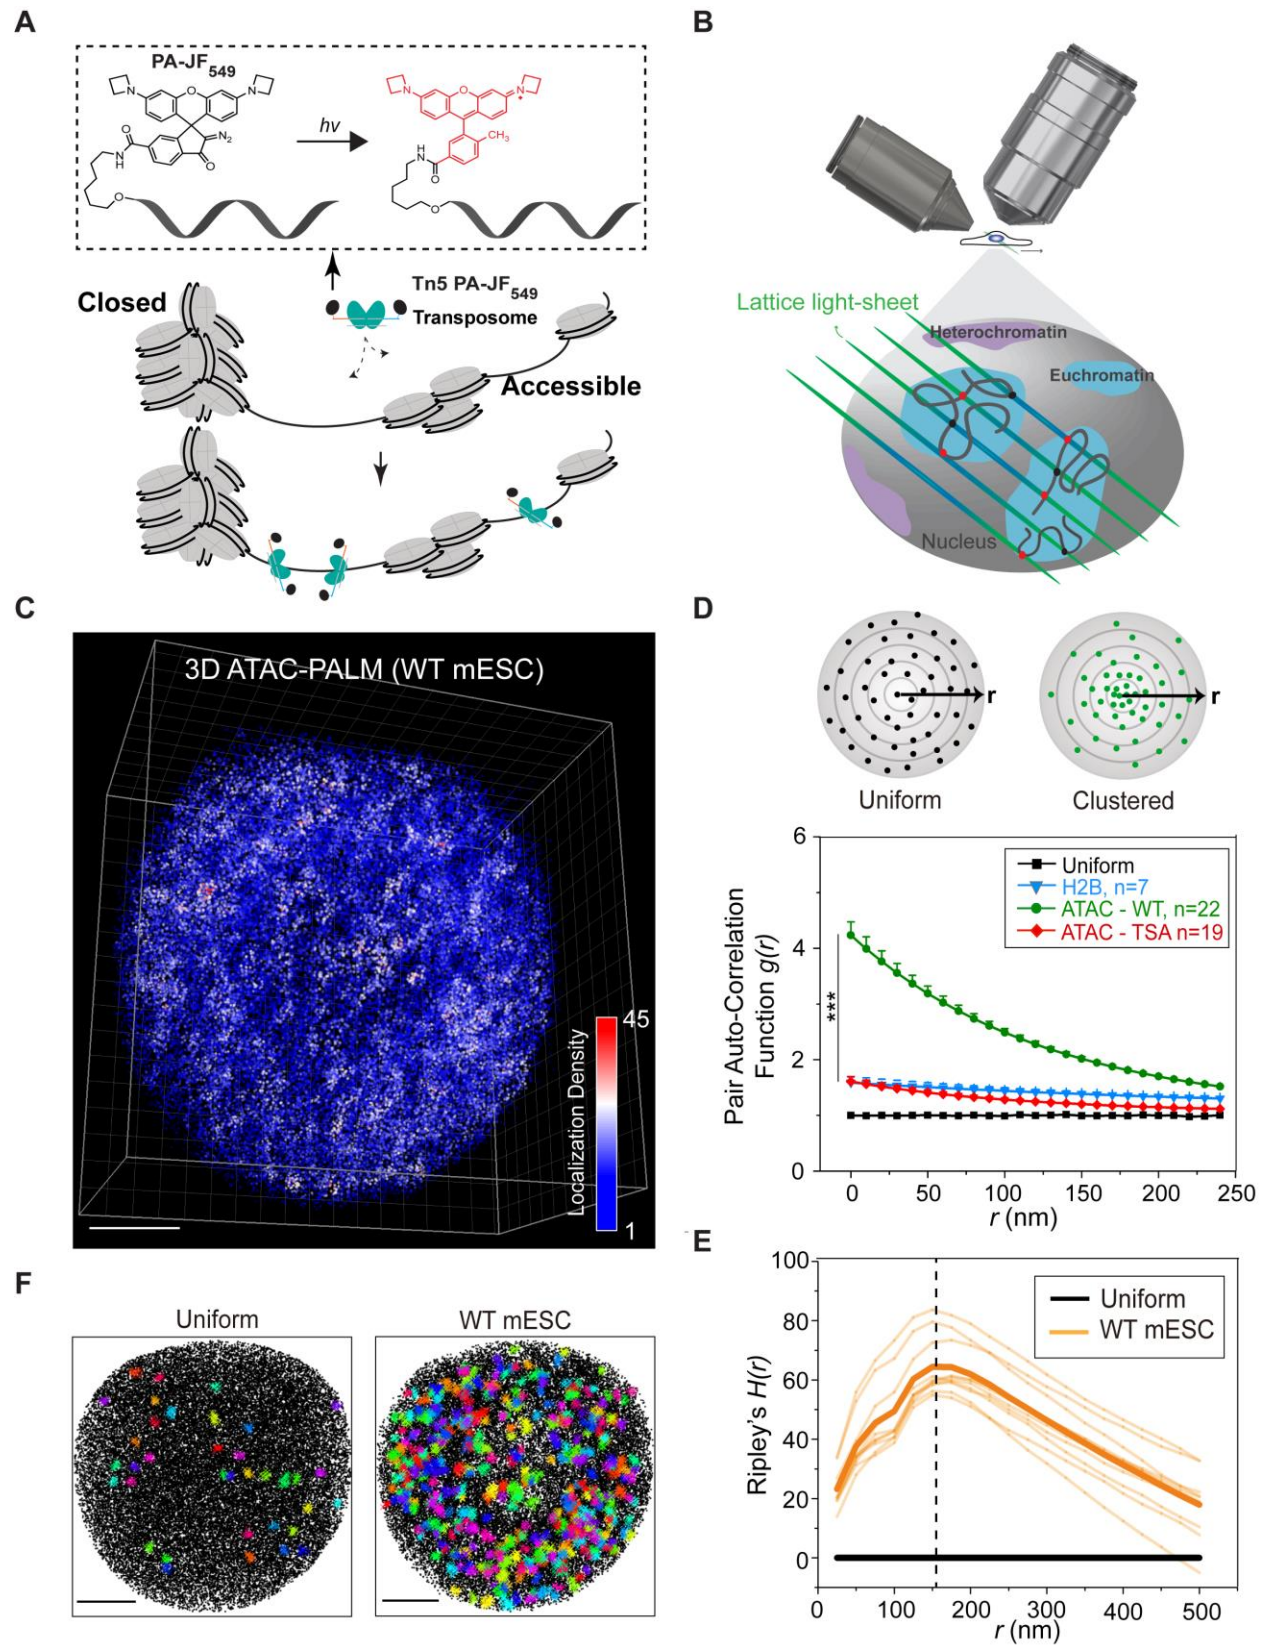 A
PA-JF549
N
O
N
N2
O
O
NH
O
hν
N
O
N
CH3
NH
O
O
Closed
Tn5 PA-JF549
Transposome
Accessible
B
Lattice light-sheet
Heterochromatin
Euchromatin
Nucleus
C
3D ATAC-PALM (WT mESC)
Localization Density
45
1
D
r
r
Uniform
Clustered
6
4
2
0
Pair Auto-Correlation
Function g(r)
***
Uniform
H2B, n=7
ATAC - WT, n=22
ATAC - TSA n=19
0
50
100
150
200
250
r (nm)
E
100
80
60
40
20
0
Ripley's H(r)
Uniform
WT mESC
0
100
200
300
400
500
r (nm)
F
Uniform
WT mESC